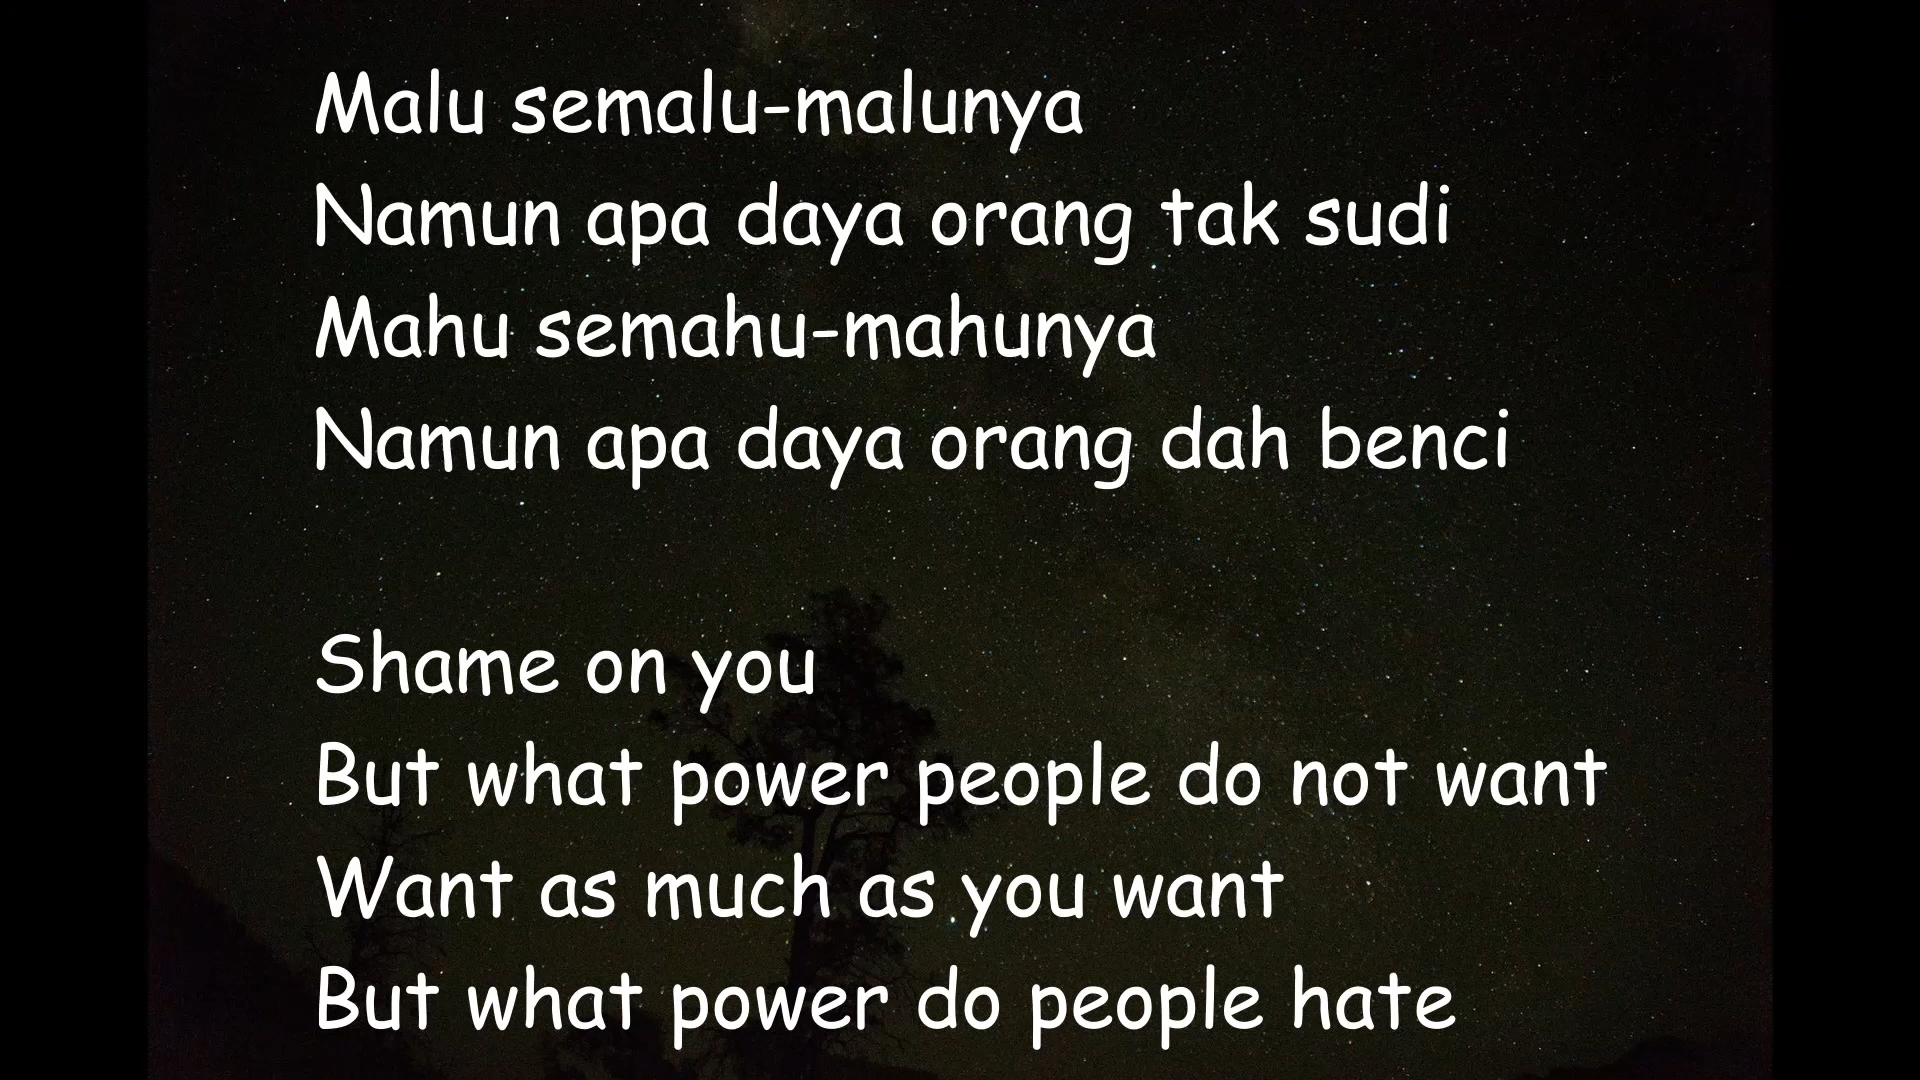 Malu semalu-malunya
Namun apa daya orang tak sudi
Mahu semahu-mahunya
Namun apa daya orang dah benci
Shame on you
But what power people do not want
Want as much as you want
But what power do people hate